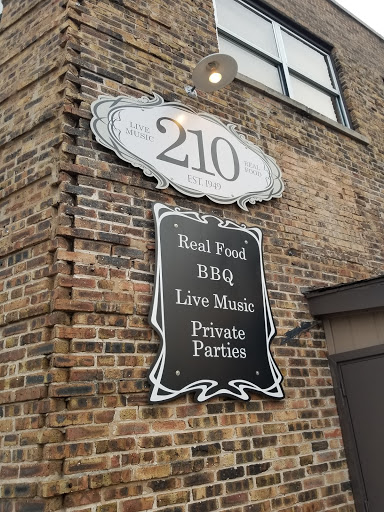 LIVE MUSIC
210
REAL FOOD
EST. 1949
Real Food
BBQ
Live Music
Private
Parties